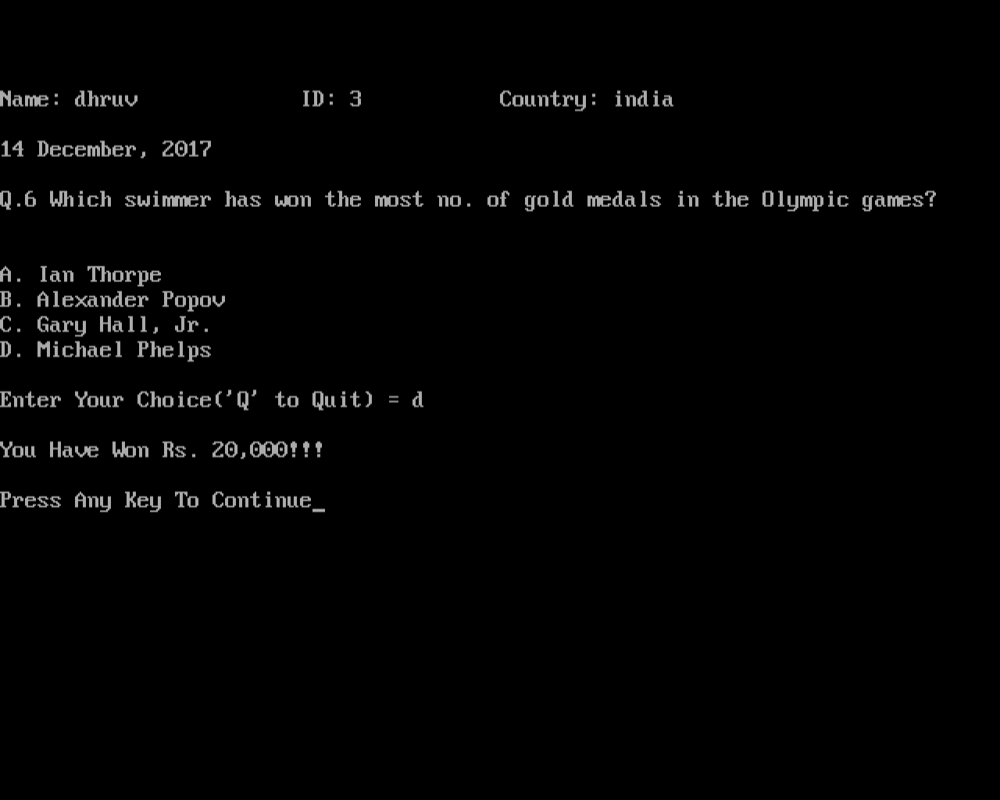 Name: dhruv ID: 3 Country: india
14 December, 2017
Q.6 Which swimmer has won the most no. of gold medals in the Olympic games?
A. Ian Thorpe
B. Alexander Popov
C. Gary Hall, Jr.
D. Michael Phelps
Enter Your Choice('Q' to Quit) = d
You Have Won Rs. 20,000!!!
Press Any Key To Continue_